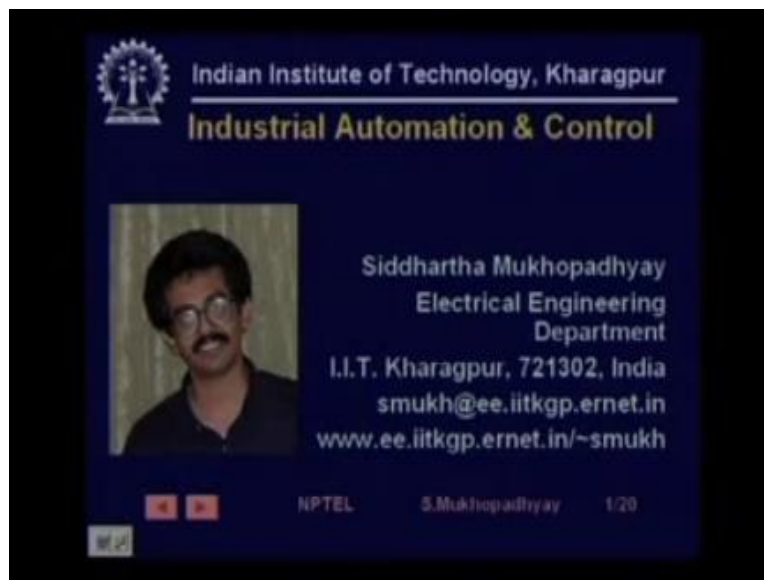 Indian Institute of Technology, Kharagpur
Industrial Automation & Control
Siddhartha Mukhopadhyay
Electrical Engineering
Department
I.I.T. Kharagpur, 721302, India
smukh@ee.iitkgp.ernet.in
www.ee.iitkgp.ernet.in/~smukh
NPTEL S.Mukhopadhyay 1/20